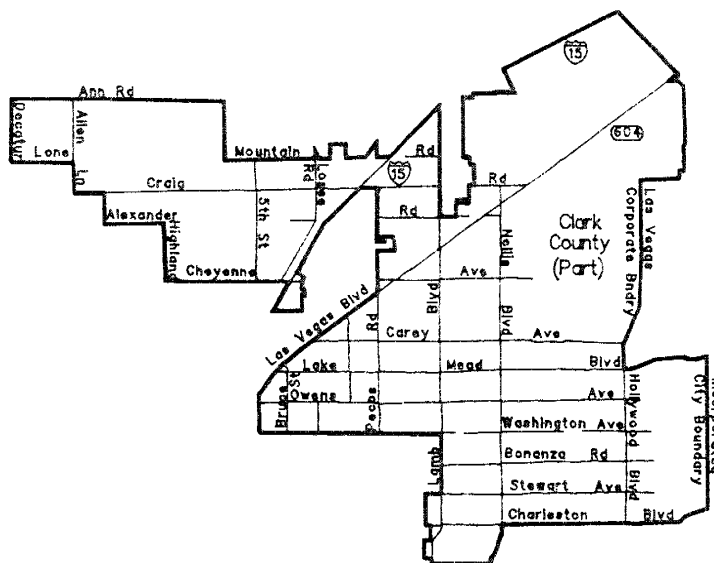 15
Ann Rd
Decatur
Allen
Ln
604
Lone
Mountain
Rd
Losee
Rd
15
Craig
Rd
Las Vegas
Corporate Bndry
Alexander
Rd
5th St
Highland
Clark
County
(Part)
Nellis
Blvd
Cheyenne
Ave
Blvd
Las Vegas Blvd
Rd
Carey
Ave
Lake
Mead
Blvd
Bruce
St
Owens
Ave
Pecos
Hollywood
Blvd
City Boundary
Washington Ave
Lamb
Bonanza Rd
Stewart Ave
Charleston Blvd